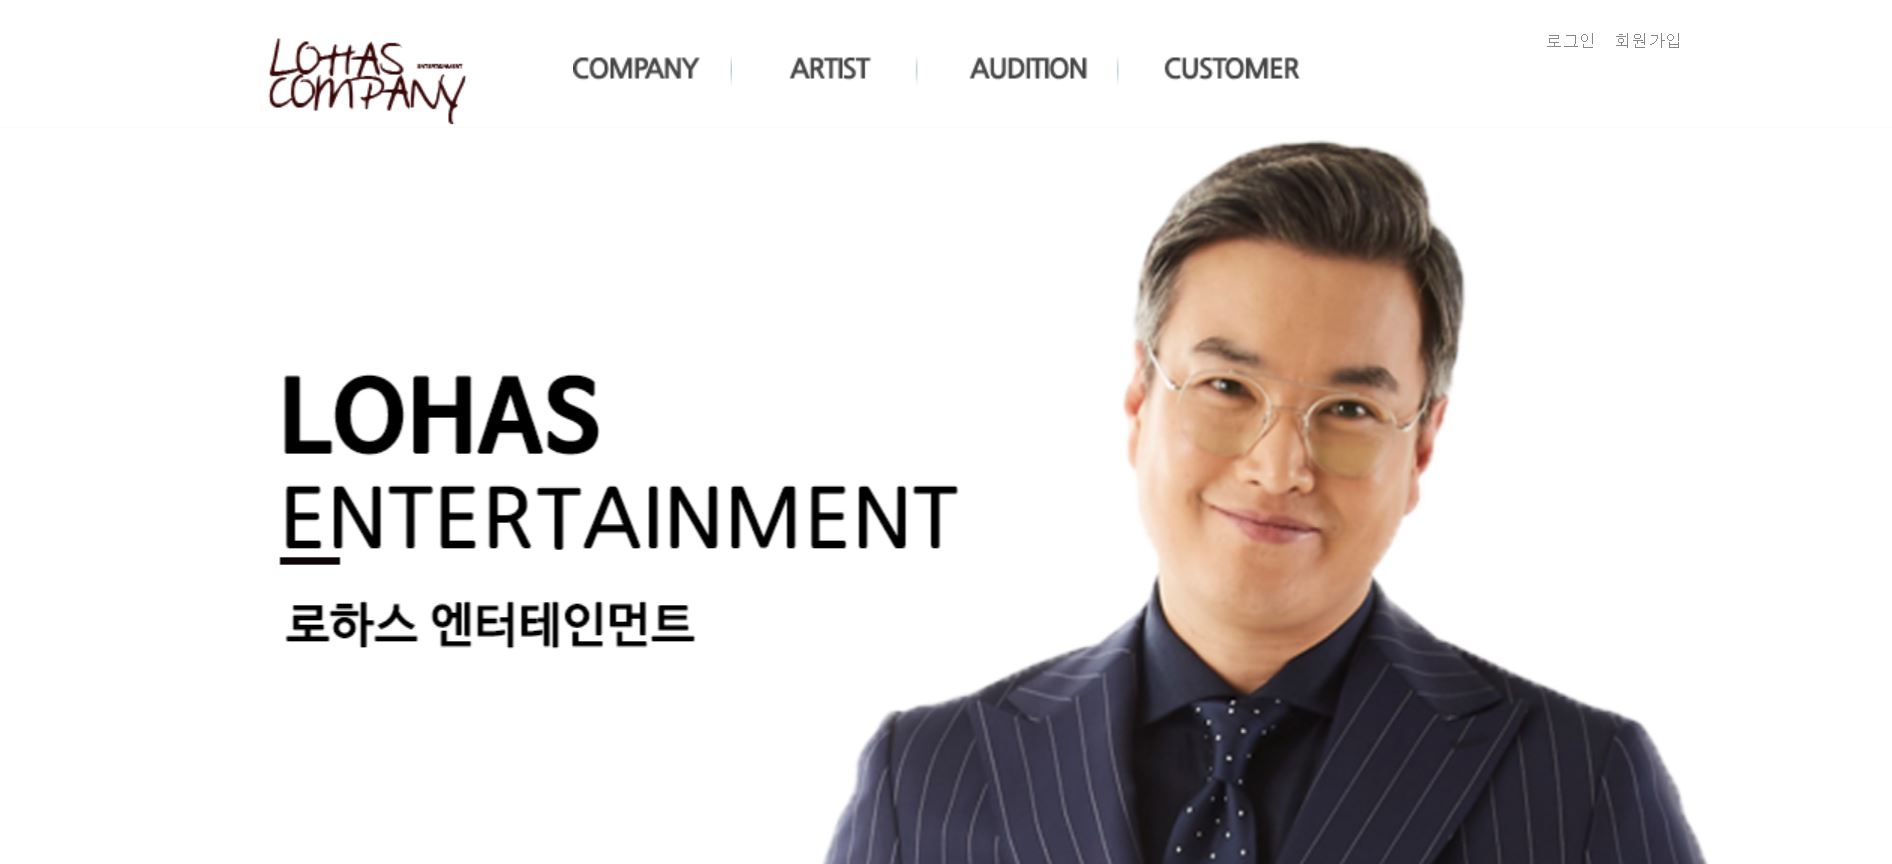 LOHAS
COMPANY
ENTERTAINMENT
COMPANY
ARTIST
AUDITION
CUSTOMER
로그인
회원가입
LOHAS
ENTERTAINMENT
로하스 엔터테인먼트